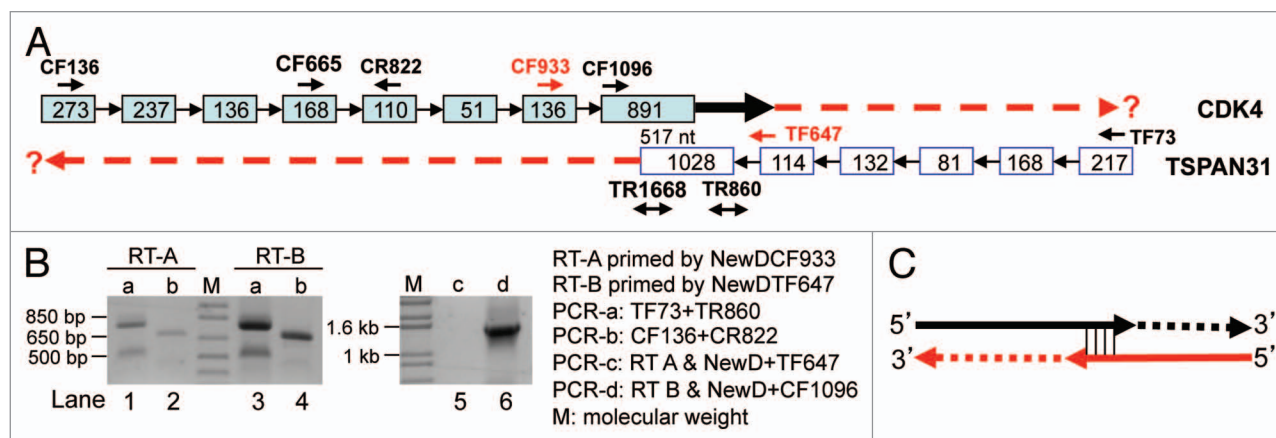 A
CF136 CF665 CR822 CF933 CF1096
273 237 136 168 110 51 136 891 ? CDK4
517 nt TF647 TF73
? 1028 114 132 81 168 217 TSPAN31
TR1668 TR860
B
RT-A RT-B
a b M a b M c d
850 bp
650 bp
500 bp
1.6 kb
1 kb
Lane 1 2 3 4 5 6
RT-A primed by NewDCF933
RT-B primed by NewDTF647
PCR-a: TF73+TR860
PCR-b: CF136+CR822
PCR-c: RT A & NewD+TF647
PCR-d: RT B & NewD+CF1096
M: molecular weight
C
5' 3'
3' 5'